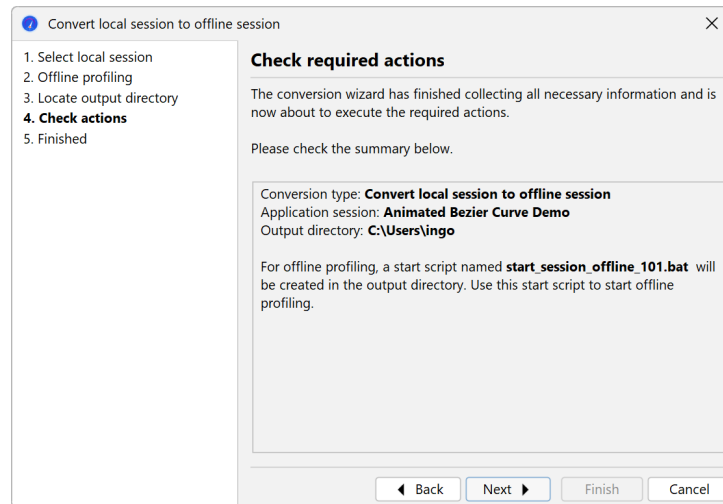 Convert local session to offline session
1. Select local session
2. Offline profiling
3. Locate output directory
4. Check actions
5. Finished
Check required actions
The conversion wizard has finished collecting all necessary information and is
now about to execute the required actions.
Please check the summary below.
Conversion type: Convert local session to offline session
Application session: Animated Bezier Curve Demo
Output directory: C:\Users\ingo
For offline profiling, a start script named start_session_offline_101.bat will
be created in the output directory. Use this start script to start offline
profiling.
Back Next Finish Cancel